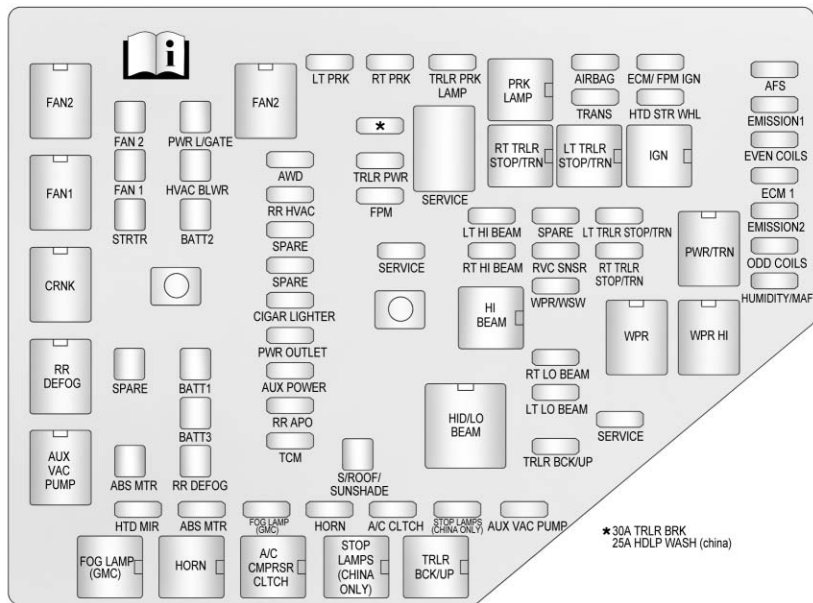 LT PRK
RT PRK
TRLR PRK
LAMP
PRK
LAMP
AIRBAG
ECM/ FPM IGN
AFS
FAN2
FAN2
TRANS
HTD STR WHL
EMISSION1
FAN 2
PWR L/GATE
*
RT TRLR
STOP/TRN
LT TRLR
STOP/TRN
IGN
EVEN COILS
FAN1
FAN 1
HVAC BLWR
AWD
TRLR PWR
SERVICE
ECM 1
RR HVAC
FPM
STRTR
BATT2
SPARE
LT HI BEAM
SPARE
LT TRLR STOP/TRN
EMISSION2
SERVICE
RT HI BEAM
RVC SNSR
RT TRLR
STOP/TRN
PWR/TRN
ODD COILS
CRNK
SPARE
WPR/WSW
HUMIDITY/MAF
CIGAR LIGHTER
HI
BEAM
WPR
WPR HI
PWR OUTLET
RR
DEFOG
SPARE
BATT1
AUX POWER
RT LO BEAM
LT LO BEAM
BATT3
RR APO
HID/LO
BEAM
SERVICE
AUX
VAC
PUMP
ABS MTR
RR DEFOG
TCM
S/ROOF/
SUNSHADE
TRLR BCK/UP
HTD MIR
ABS MTR
FOG LAMP
(GMC)
HORN
A/C CLTCH
STOP LAMPS
(CHINA ONLY)
AUX VAC PUMP
* 30A TRLR BRK
25A HDLP WASH (china)
FOG LAMP
(GMC)
HORN
A/C
CMPRSR
CLTCH
STOP
LAMPS
(CHINA
ONLY)
TRLR
BCK/UP